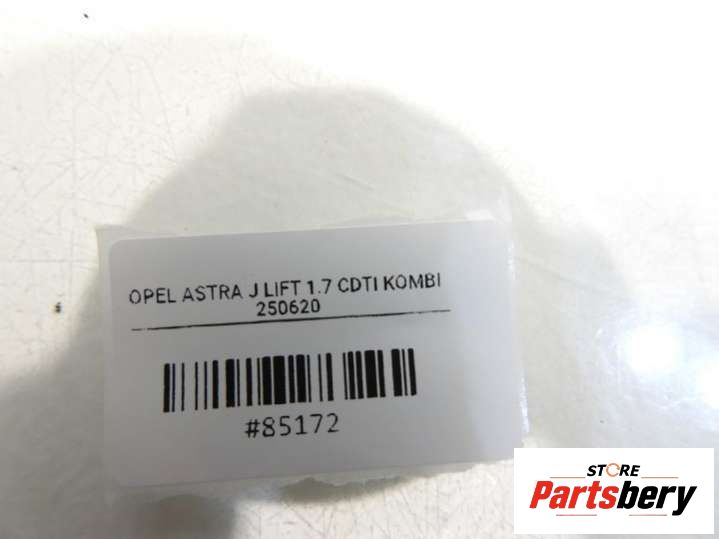 OPEL ASTRA J LIFT 1.7 CDTI KOMBI
250620
#85172
STORE
Partsbery